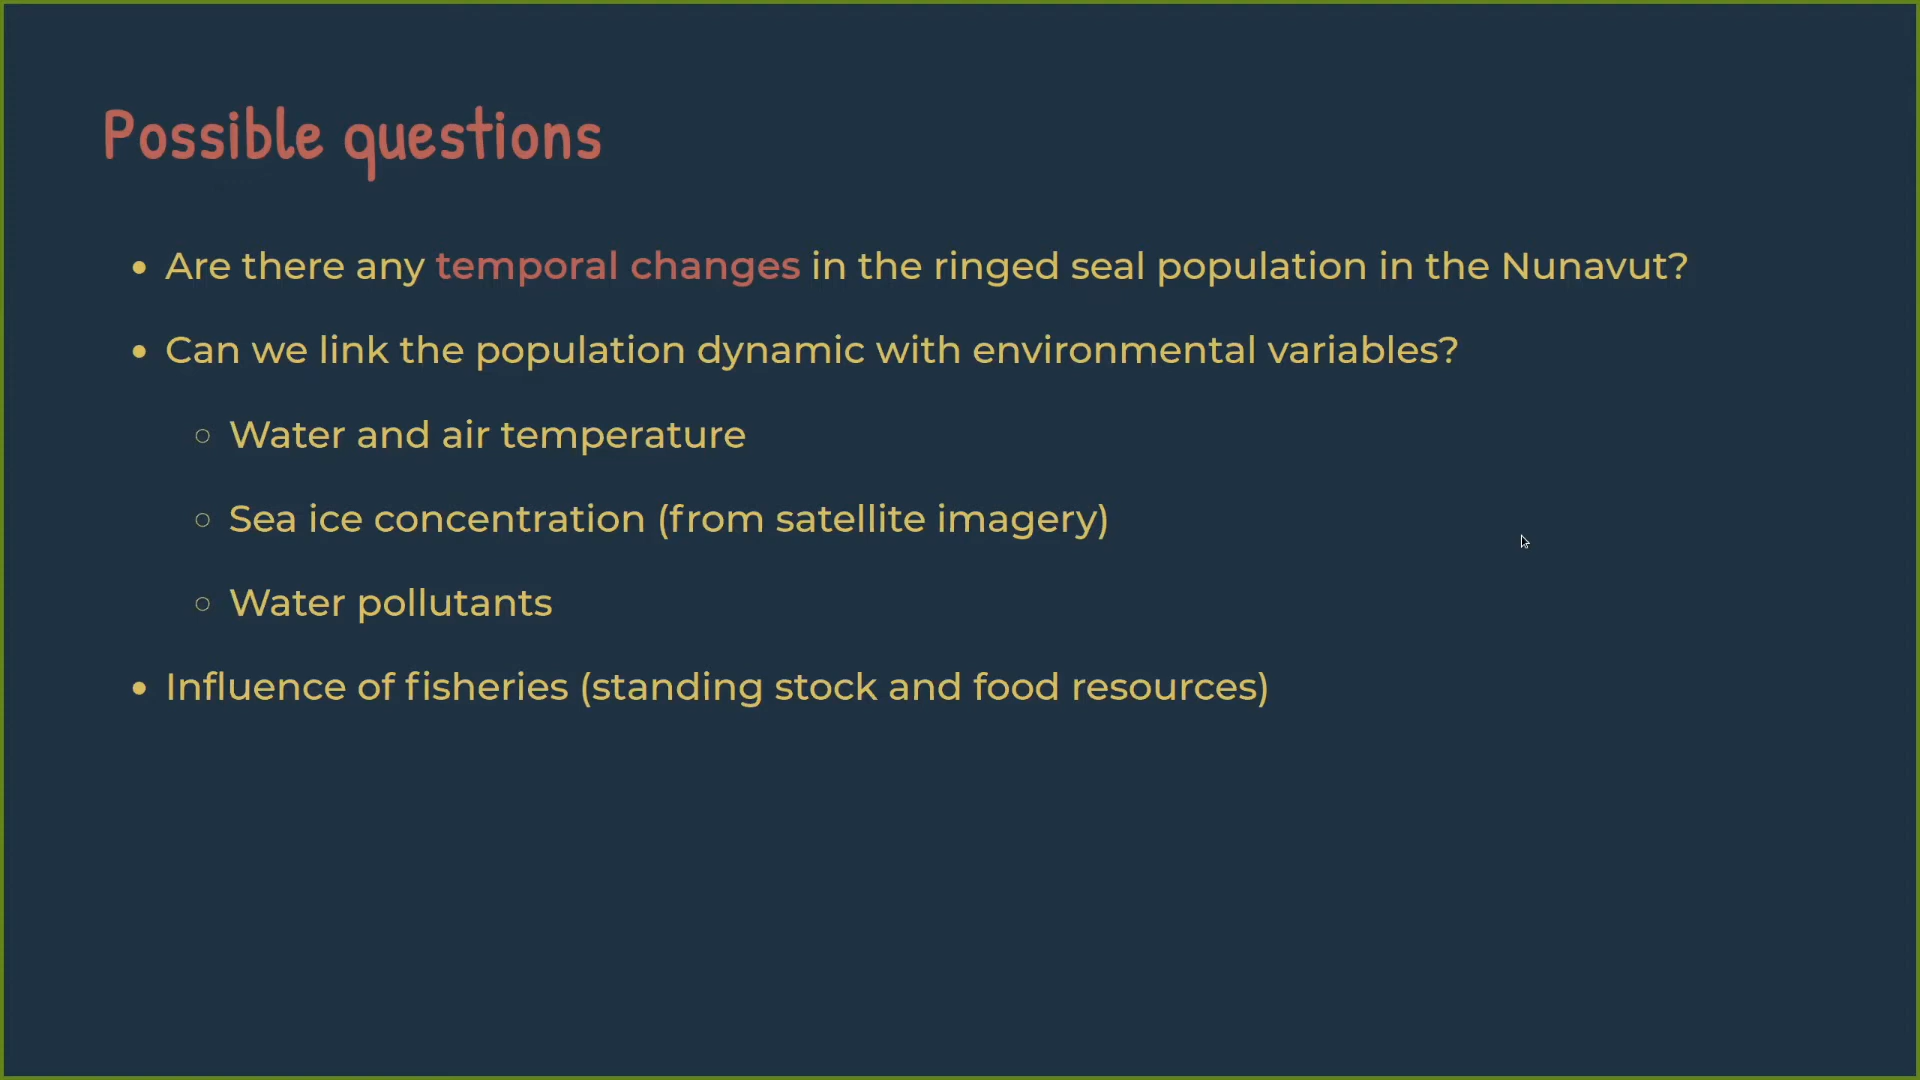 Possible questions
• Are there any temporal changes in the ringed seal population in the Nunavut?
• Can we link the population dynamic with environmental variables?
○ Water and air temperature
○ Sea ice concentration (from satellite imagery)
○ Water pollutants
• Influence of fisheries (standing stock and food resources)